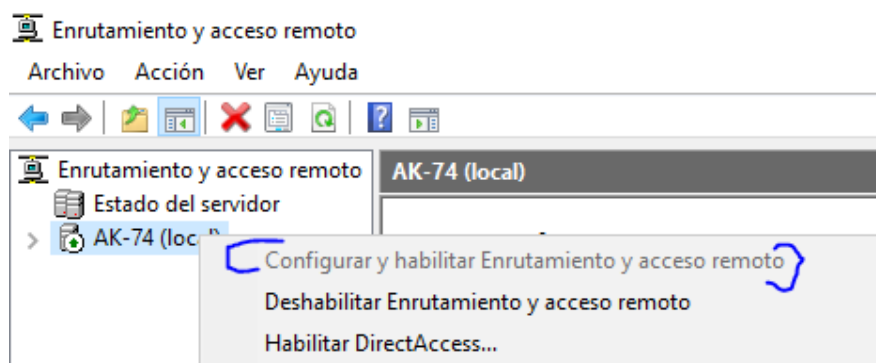 Enrutamiento y acceso remoto
Archivo Acción Ver Ayuda
Enrutamiento y acceso remoto
AK-74 (local)
Estado del servidor
AK-74 (local)
Configurar y habilitar Enrutamiento y acceso remoto
Deshabilitar Enrutamiento y acceso remoto
Habilitar DirectAccess...